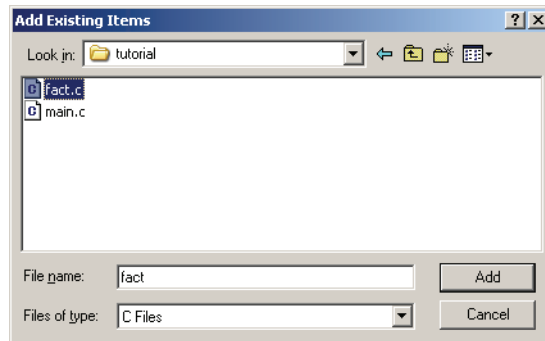 Add Existing Items
Look in: tutorial
fact.c
main.c
File name: fact Add
Files of type: C Files Cancel